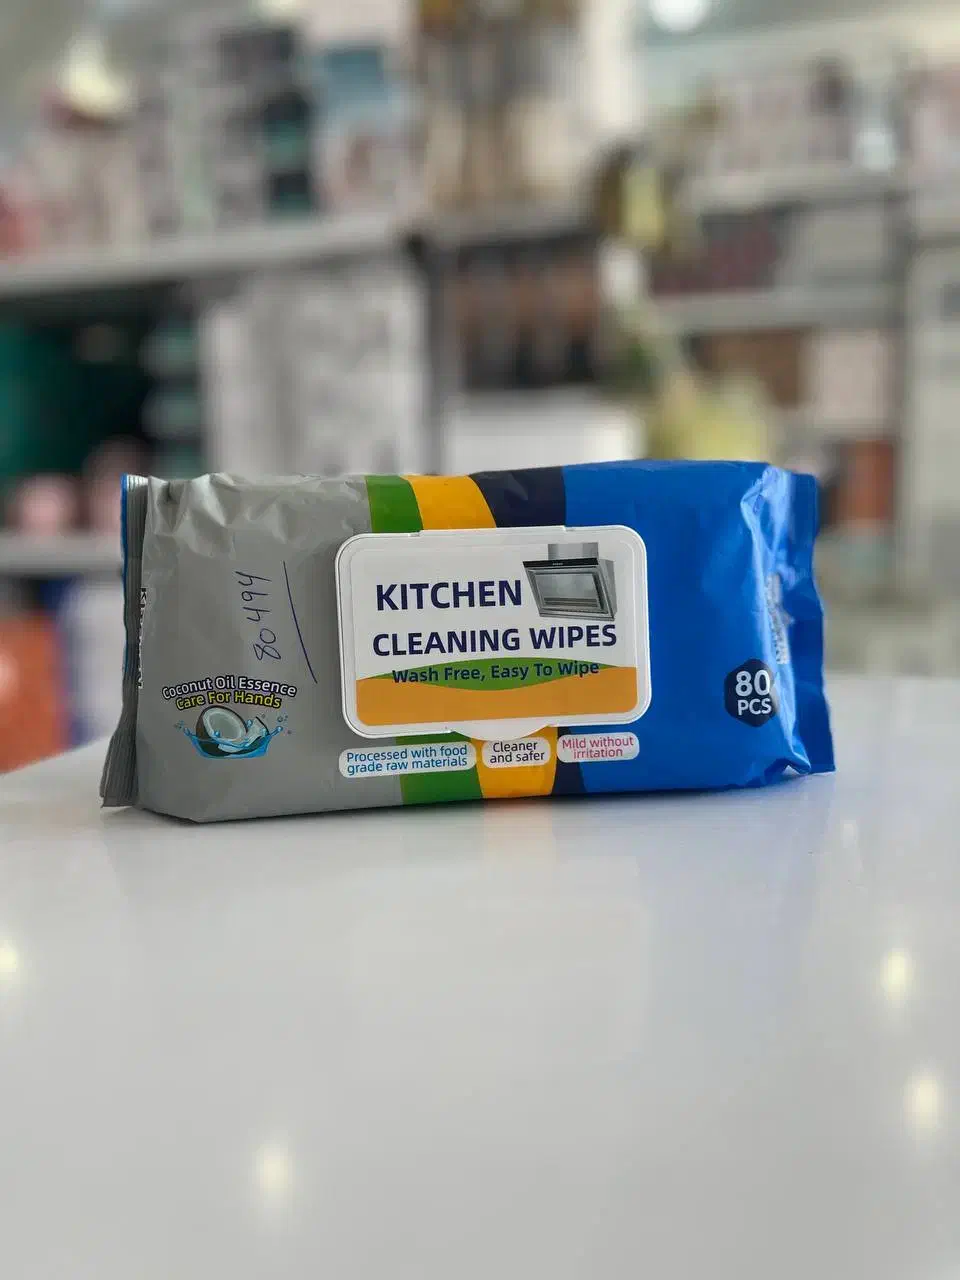 KITCHEN
CLEANING WIPES
Wash Free, Easy To Wipe
80494
Coconut Oil Essence
Care For Hands
Processed with food
grade raw materials
Cleaner
and safer
Mild without
irritation
80
PCS